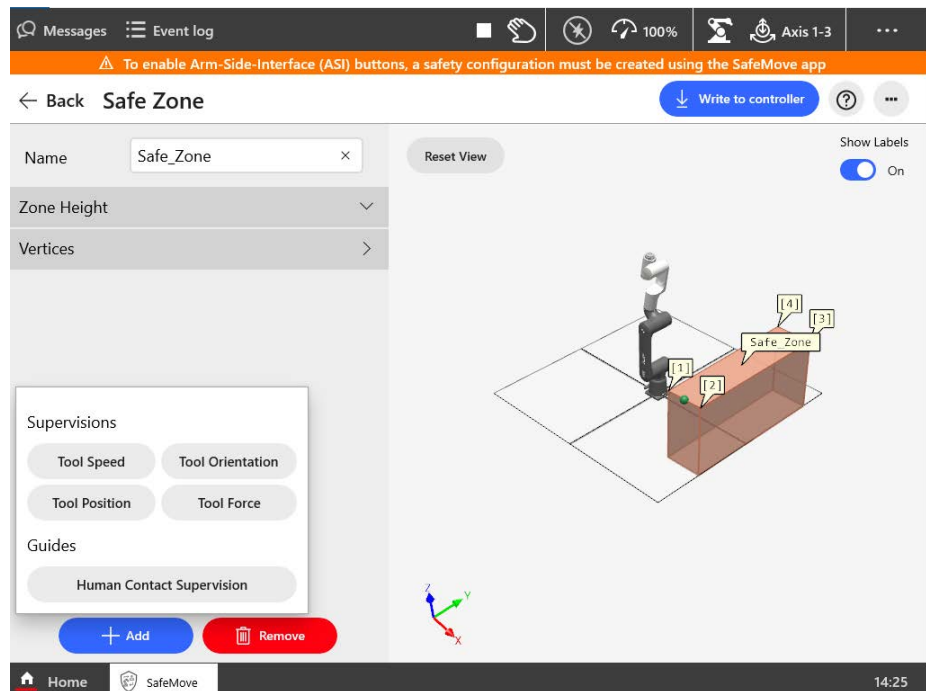 Messages Event log 100% Axis 1-3 ...
To enable Arm-Side-Interface (ASI) buttons, a safety configuration must be created using the SafeMove app
Back Safe Zone Write to controller ? ...
Name Safe_Zone ×
Reset View
Show Labels
On
Zone Height
Vertices
[4]
[3]
Safe_Zone
[1]
[2]
Supervisions
Tool Speed Tool Orientation
Tool Position Tool Force
Guides
Human Contact Supervision
Z
Y
X
+ Add Remove
Home SafeMove 14:25